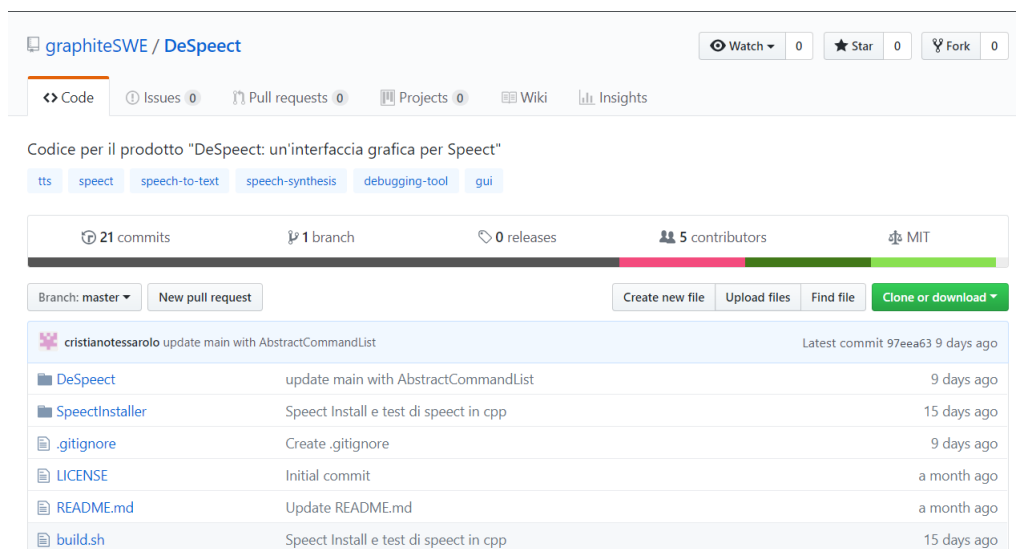 graphiteSWE / DeSpeect
Watch 0 Star 0 Fork 0
Code Issues 0 Pull requests 0 Projects 0 Wiki Insights
Codice per il prodotto "DeSpeect: un'interfaccia grafica per Speect"
tts speect speech-to-text speech-synthesis debugging-tool gui
21 commits 1 branch 0 releases 5 contributors MIT
Branch: master New pull request Create new file Upload files Find file Clone or download
cristianotessarolo update main with AbstractCommandList Latest commit 97eea63 9 days ago
DeSpeect update main with AbstractCommandList 9 days ago
SpeectInstaller Speect Install e test di speect in cpp 15 days ago
.gitignore Create .gitignore 9 days ago
LICENSE Initial commit a month ago
README.md Update README.md a month ago
build.sh Speect Install e test di speect in cpp 15 days ago